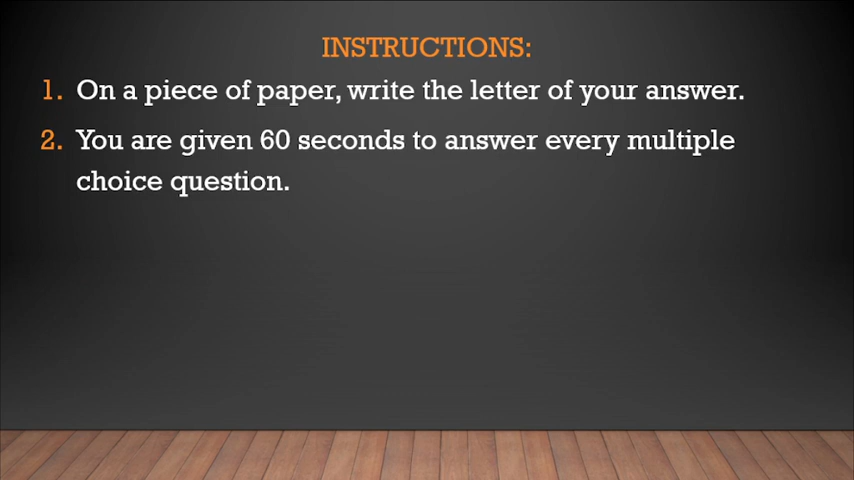 INSTRUCTIONS:
1. On a piece of paper, write the letter of your answer.
2. You are given 60 seconds to answer every multiple
choice question.